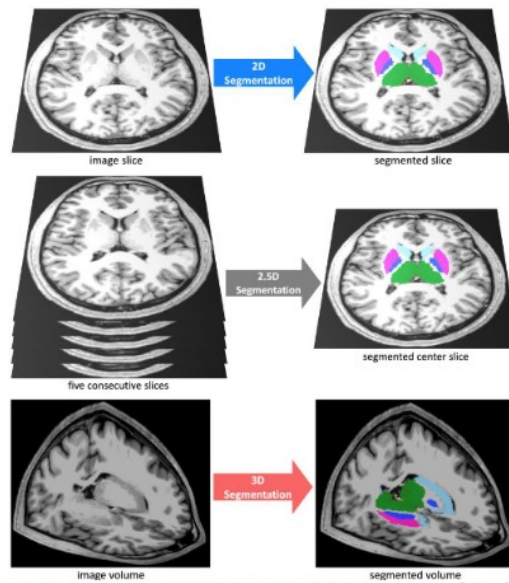 2D
Segmentation
image slice
segmented slice
2.5D
Segmentation
five consecutive slices
segmented center slice
3D
Segmentation
image volume
segmented volume